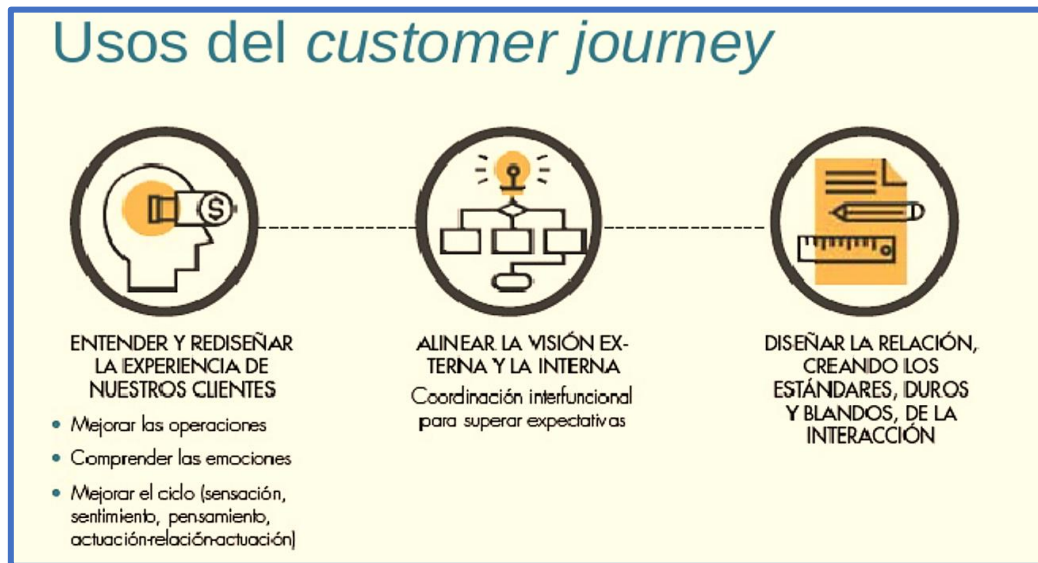 Usos del customer journey
ENTENDER Y REDISEÑAR
LA EXPERIENCIA DE
NUESTROS CLIENTES
• Mejorar las operaciones
• Comprender las emociones
• Mejorar el ciclo (sensación,
sentimiento, pensamiento,
actuación-relación-actuación)
ALINEAR LA VISIÓN EX-
TERNA Y LA INTERNA
Coordinación interfuncional
para superar expectativas
DISEÑAR LA RELACIÓN,
CREANDO LOS
ESTÁNDARES, DUROS
Y BLANDOS, DE LA
INTERACCIÓN